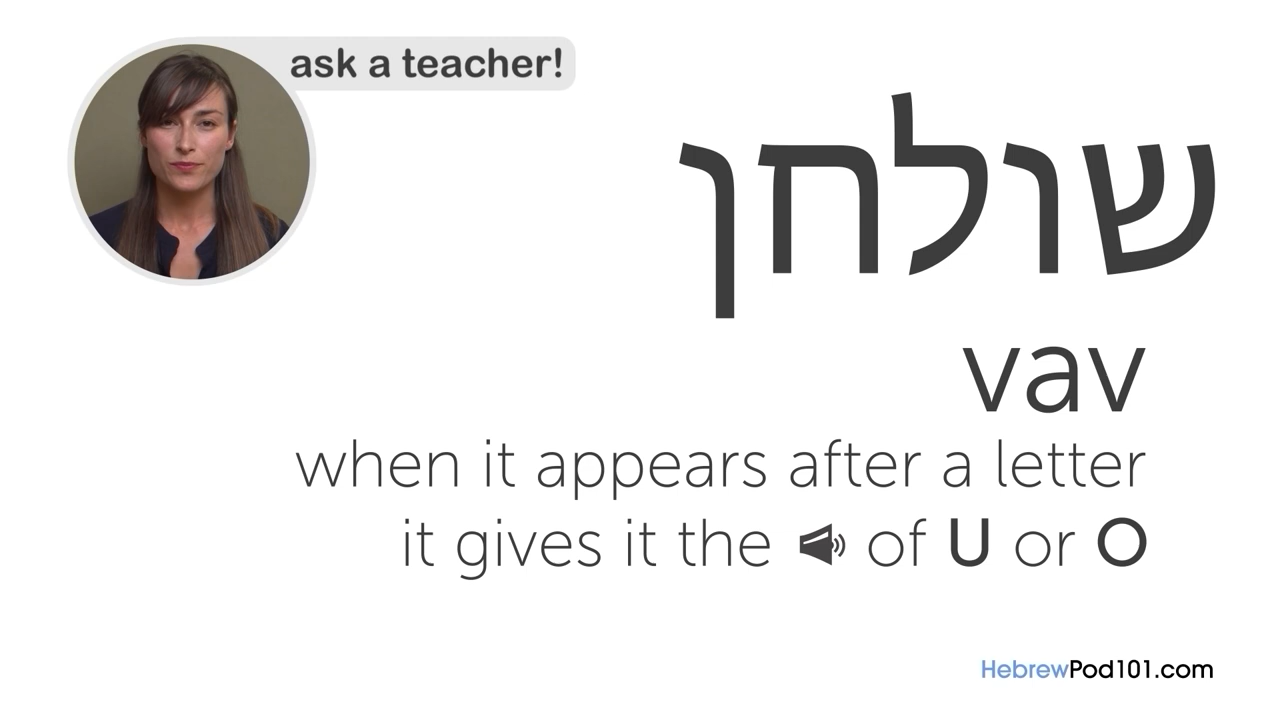 ask a teacher!
שולחן
vav
when it appears after a letter
it gives it the of U or O
HebrewPod101.com